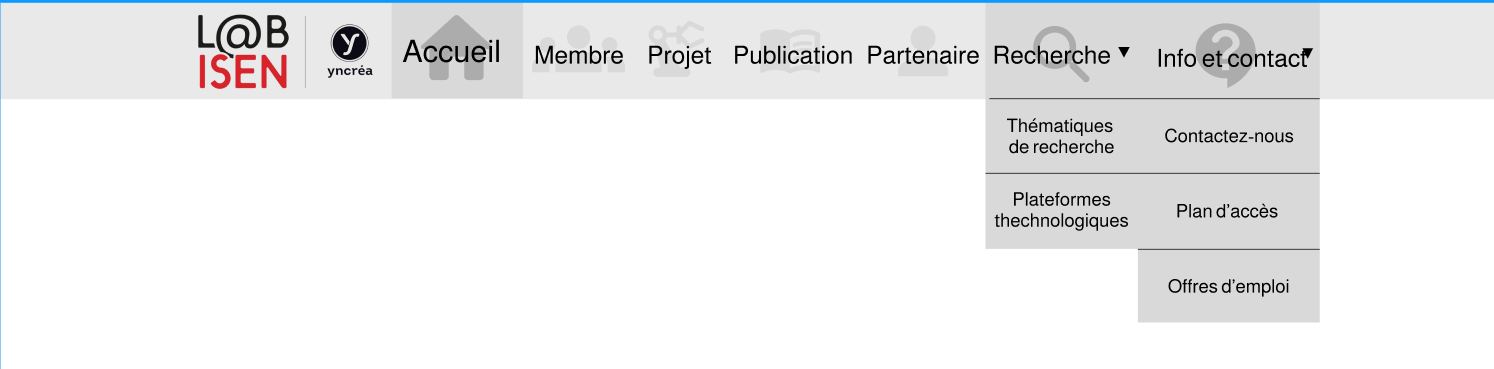 L@B
ISEN
yncréa
Accueil
Membre
Projet
Publication
Partenaire
Recherche ▼
Info et contact ▼
Thématiques
de recherche
Plateformes
thechnologiques
Contactez-nous
Plan d'accès
Offres d'emploi